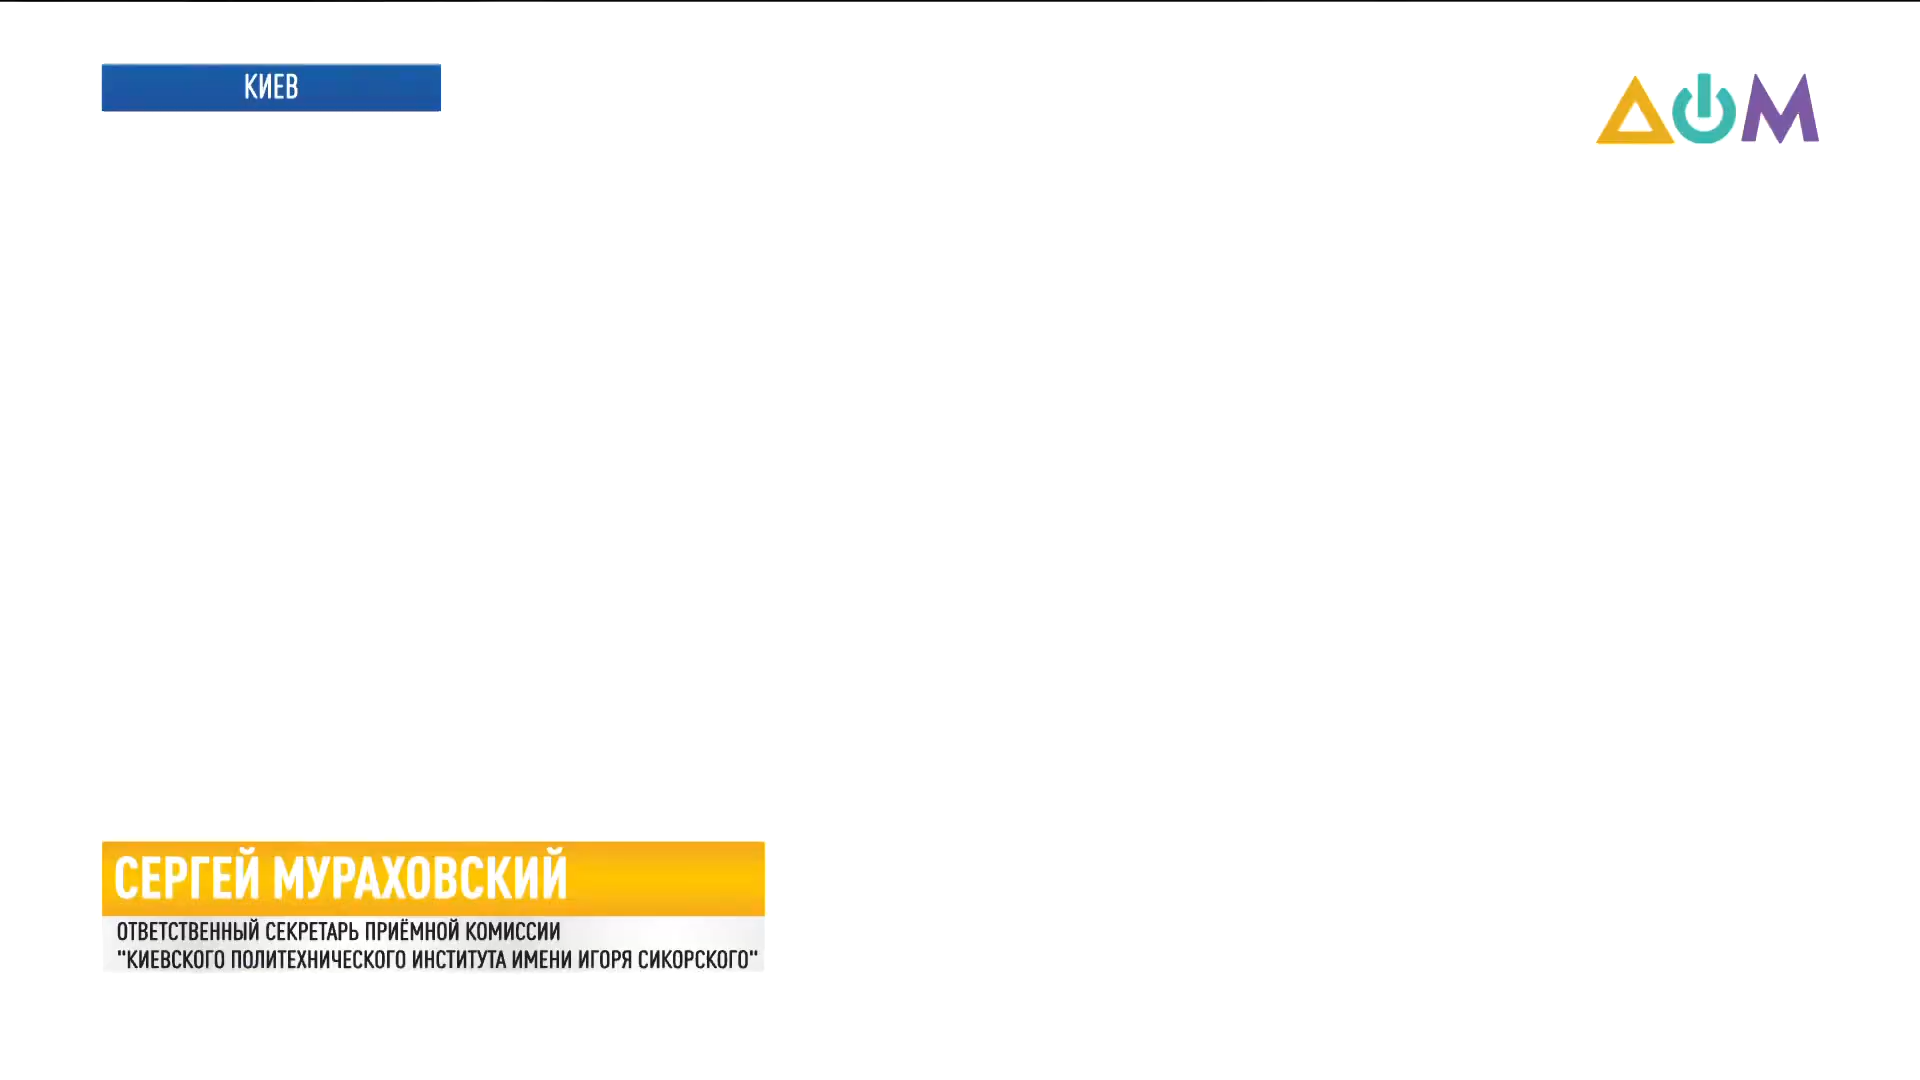 КИЕВ
ДОМ
СЕРГЕЙ МУРАХОВСКИЙ
ОТВЕТСТВЕННЫЙ СЕКРЕТАРЬ ПРИЁМНОЙ КОМИССИИ
"КИЕВСКОГО ПОЛИТЕХНИЧЕСКОГО ИНСТИТУТА ИМЕНИ ИГОРЯ СИКОРСКОГО"